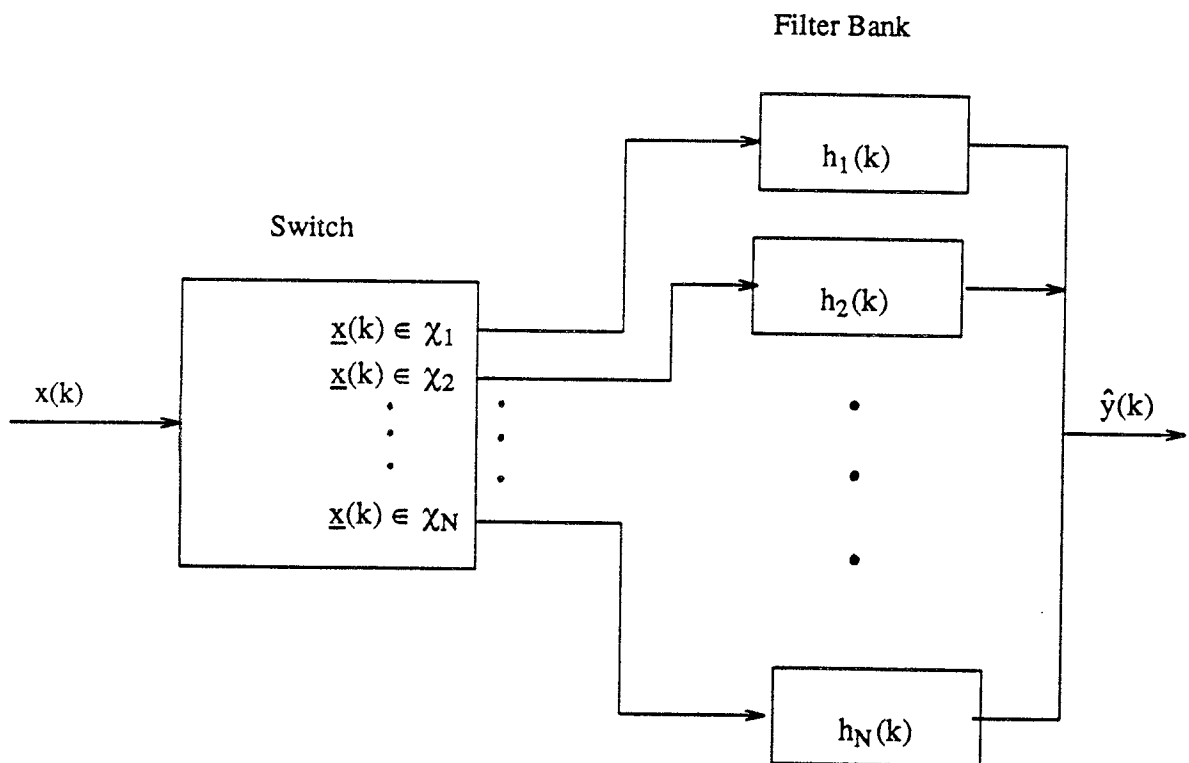 Filter Bank
h₁(k)
Switch
h₂(k)
x̲(k) ∈ χ₁
x̲(k) ∈ χ₂
x(k)
ŷ(k)
x̲(k) ∈ χ_N
h_N(k)